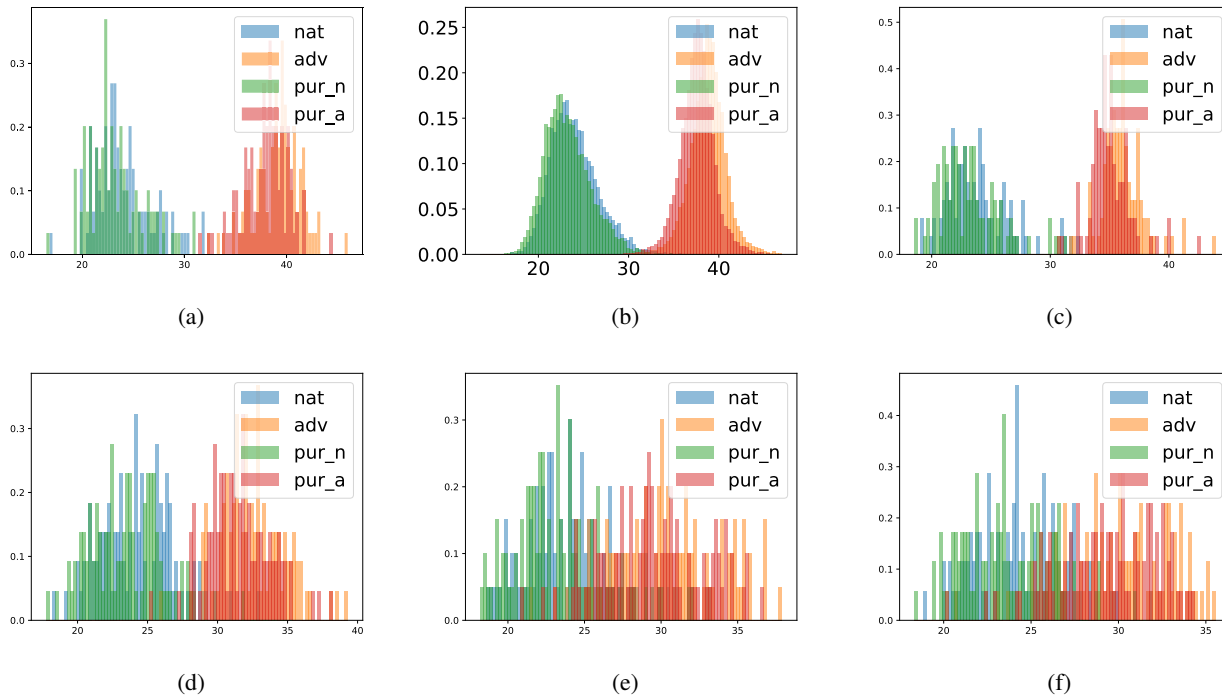 nat
adv
pur_n
pur_a
0.3
0.2
0.1
0.0
20 30 40
(a)
nat
adv
pur_n
pur_a
0.25
0.20
0.15
0.10
0.05
0.00
20 30 40
(b)
nat
adv
pur_n
pur_a
0.5
0.4
0.3
0.2
0.1
0.0
20 30 40
(c)
nat
adv
pur_n
pur_a
0.3
0.2
0.1
0.0
20 25 30 35 40
(d)
nat
adv
pur_n
pur_a
0.3
0.2
0.1
0.0
20 25 30 35
(e)
nat
adv
pur_n
pur_a
0.4
0.3
0.2
0.1
0.0
20 25 30 35
(f)